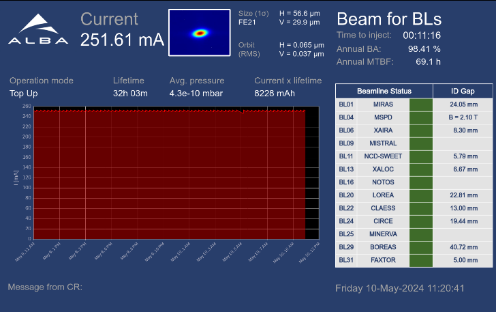 ALBA
Current
251.61 mA
Size (1σ)
FE21
H = 56.6 μm
V = 29.9 μm
Orbit
(RMS)
H = 0.065 μm
V = 0.037 μm
Beam for BLs
Time to inject: 00:11:16
Annual BA: 98.41 %
Annual MTBF: 69.1 h
Operation mode
Top Up
Lifetime
32h 03m
Avg. pressure
4.3e-10 mbar
Current x lifetime
8228 mAh
I [mA]
280
260
240
220
200
180
160
140
120
100
80
60
40
20
0
Beamline Status ID Gap
BL01 MIRAS 24.05 mm
BL04 MSPD B = 2.10 T
BL06 XAIRA 6.30 mm
BL09 MISTRAL
BL11 NCD-SWEET 5.79 mm
BL13 XALOC 6.67 mm
BL16 NOTOS
BL20 LOREA 22.81 mm
BL22 CLAESS 13.00 mm
BL24 CIRCE 19.44 mm
BL25 MINERVA
BL29 BOREAS 40.72 mm
BL31 FAXTOR 5.00 mm
Message from CR:
Friday 10-May-2024 11:20:41